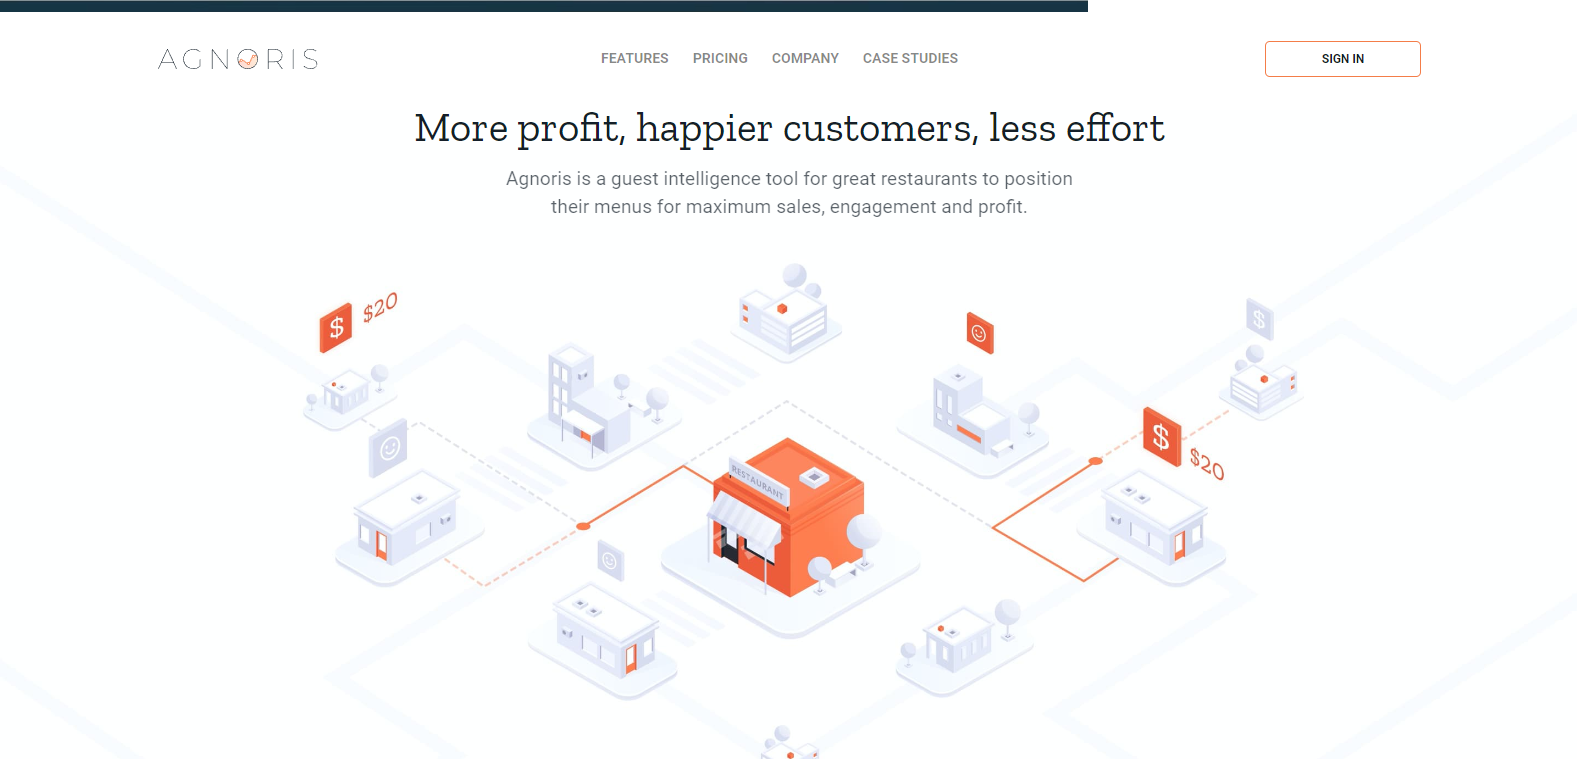 AGNORIS
FEATURES PRICING COMPANY CASE STUDIES
SIGN IN
More profit, happier customers, less effort
Agnoris is a guest intelligence tool for great restaurants to position
their menus for maximum sales, engagement and profit.
$ $20
$
$
$20
RESTAURANT